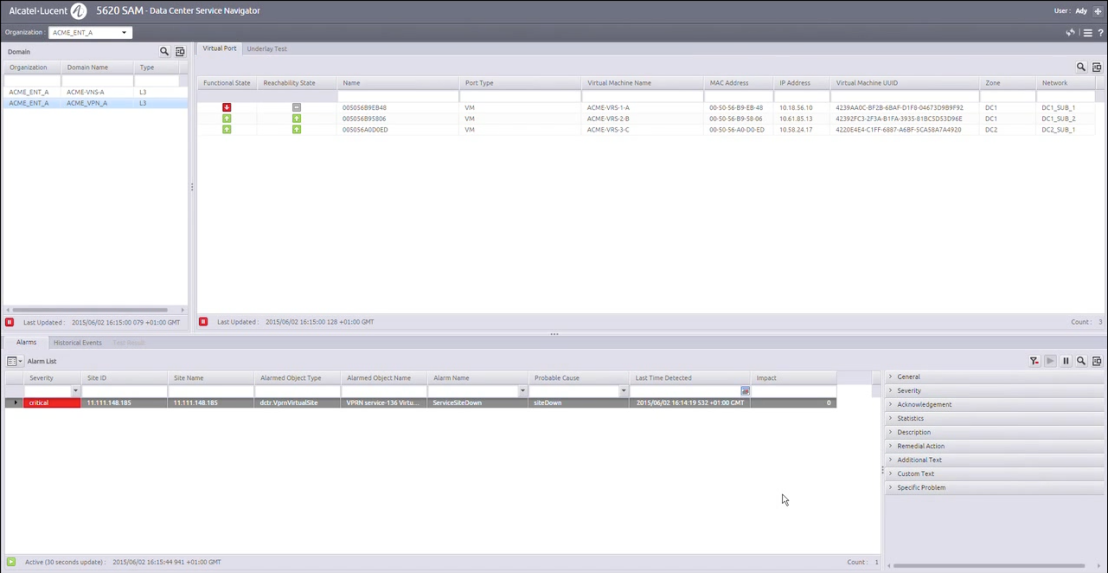 Alcatel·Lucent 5620 SAM - Data Center Service Navigator User : Ady
Organization : ACME_ENT_A ?
Domain
Organization Domain Name Type
ACME_ENT_A ACME-VNS-A L3
ACME_ENT_A ACME_VPN_A L3
Last Updated : 2015/06/02 16:15:00 079 +01:00 GMT
Virtual Port Underlay Test
Functional State Reachability State Name Port Type Virtual Machine Name MAC Address IP Address Virtual Machine UUID Zone Network
005056B9EB48 VM ACME-VRS-1-A 00-50-56-B9-EB-48 10.18.56.10 4239AA0C-BF2B-6BAF-D1F8-04673D9B9F92 DC1 DC1_SUB_1
005056B95806 VM ACME-VRS-2-B 00-50-56-B9-58-06 10.61.85.13 42392FC3-2F3A-B1FA-3935-81BC5D53D96E DC1 DC1_SUB_2
005056A0D0ED VM ACME-VRS-3-C 00-50-56-A0-D0-ED 10.58.24.17 4220E4E4-C1FF-6887-A6BF-5CA58A7A4920 DC2 DC2_SUB_1
Last Updated : 2015/06/02 16:15:00 128 +01:00 GMT Count : 3
Alarms Historical Events
Alarm List
Severity Site ID Site Name Alarmed Object Type Alarmed Object Name Alarm Name Probable Cause Last Time Detected Impact
critical 11.111.148.185 11.111.148.185 dctr.VprnVirtualSite VPRN service-136 Virtu... ServiceSiteDown siteDown 2015/06/02 16:14:19 532 +01:00 GMT 0
Active (30 seconds update) : 2015/06/02 16:15:44 941 +01:00 GMT Count : 1
General
Severity
Acknowledgement
Statistics
Description
Remedial Action
Additional Text
Custom Text
Specific Problem